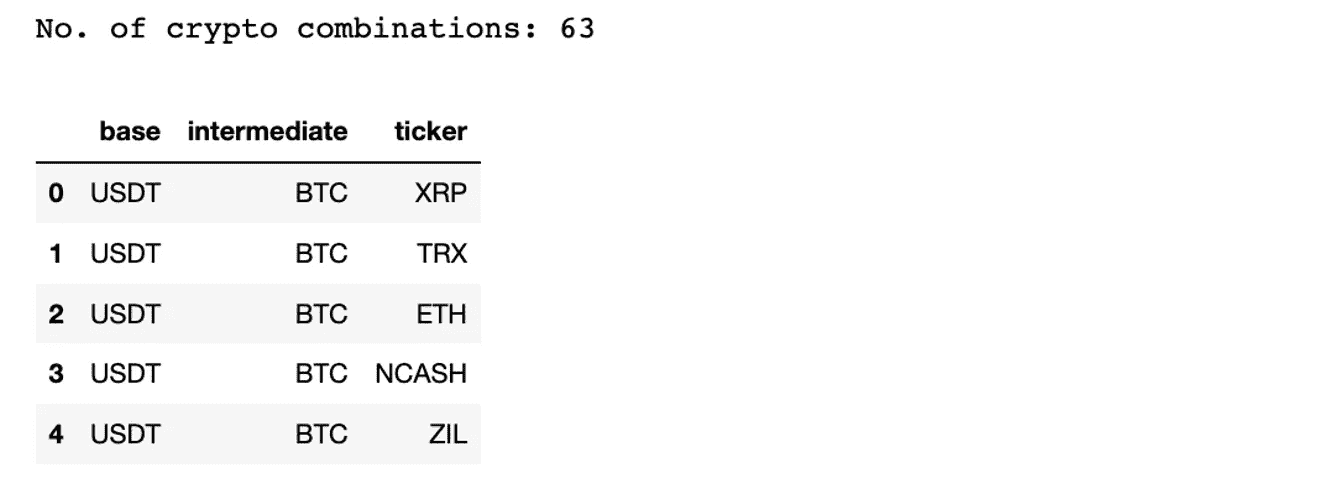 No. of crypto combinations: 63
base intermediate ticker
0 USDT BTC XRP
1 USDT BTC TRX
2 USDT BTC ETH
3 USDT BTC NCASH
4 USDT BTC ZIL